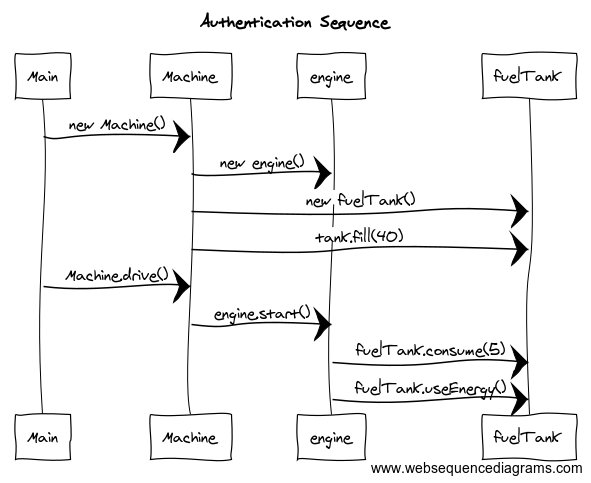 Authentication Sequence
Main Machine engine fuelTank
new Machine()
new engine()
new fuelTank()
tank.fill(40)
Machine.drive()
engine.start()
fuelTank.consume(5)
fuelTank.useEnergy()
Main Machine engine fuelTank
www.websequencediagrams.com